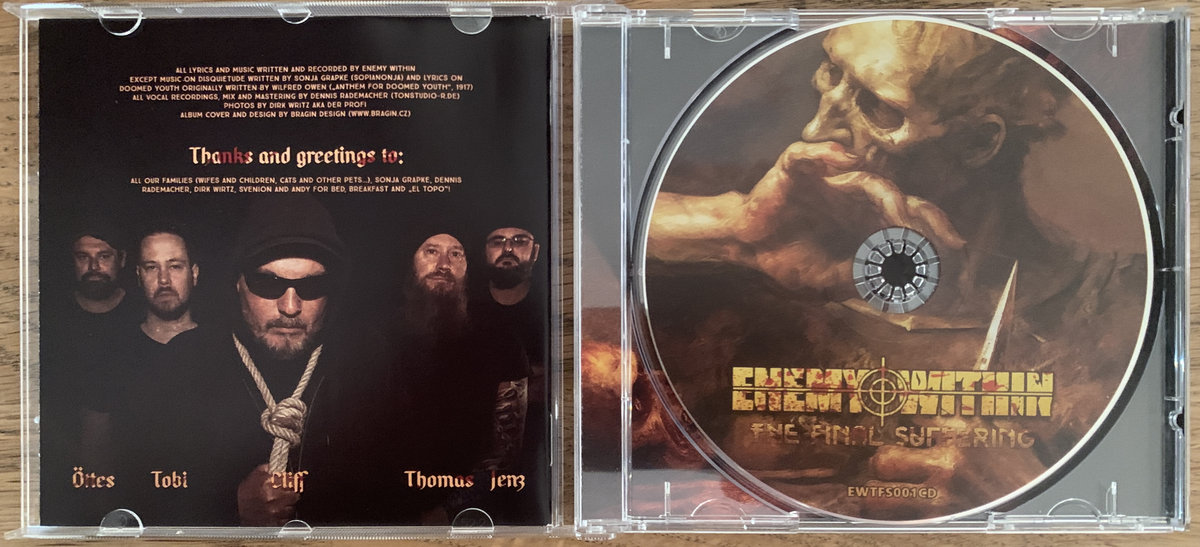 ALL LYRICS AND MUSIC WRITTEN AND RECORDED BY ENEMY WITHIN
EXCEPT MUSIC ON DISQUIETUDE WRITTEN BY SONJA GRAPKE (SOPIANONJA) AND LYRICS ON
DOOMED YOUTH ORIGINALLY WRITTEN BY WILFRED OWEN („ANTHEM FOR DOOMED YOUTH“, 1917)
ALL VOCAL RECORDINGS, MIX AND MASTERING BY DENNIS RADEMACHER (TONSTUDIO-R.DE)
PHOTOS BY DIRK WRITZ AKA DER PROFI
ALBUM COVER AND DESIGN BY BRAGIN DESIGN (WWW.BRAGIN.CZ)
Thanks and greetings to:
ALL OUR FAMILIES (WIFES AND CHILDREN, CATS AND OTHER PETS..), SONJA GRAPKE, DENNIS
RADEMACHER, DIRK WIRTZ, SVENION AND ANDY FOR BED, BREAKFAST AND „EL TOPO“!
Öttes Tobi Cliff Thomas Jenz
ENEMY WITHIN
THE FINAL SUFFERING
EWTFS001CD